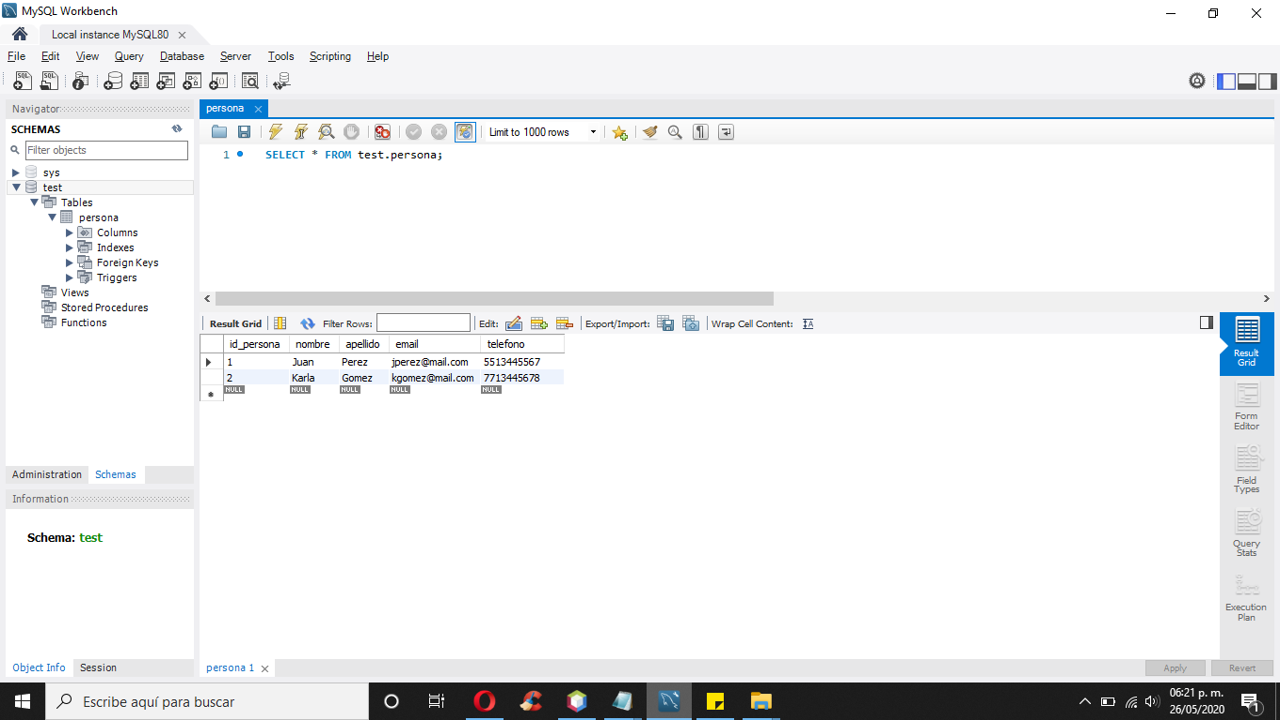 MySQL Workbench
Local instance MySQL80
File Edit View Query Database Server Tools Scripting Help
Navigator
SCHEMAS
Filter objects
sys
test
Tables
persona
Columns
Indexes
Foreign Keys
Triggers
Views
Stored Procedures
Functions
Administration Schemas
Information
Schema: test
Object Info Session
persona
Limit to 1000 rows
1 SELECT * FROM test.persona;
Result Grid Filter Rows: Edit: Export/Import: Wrap Cell Content: IA
id_persona nombre apellido email telefono
1 Juan Perez jperez@mail.com 5513445567
2 Karla Gomez kgomez@mail.com 7713445678
NULL NULL NULL NULL NULL
Result
Grid
Form
Editor
Field
Types
Query
Stats
Execution
Plan
persona 1
Apply Revert
Escribe aquí para buscar
06:21 p. m.
26/05/2020
1